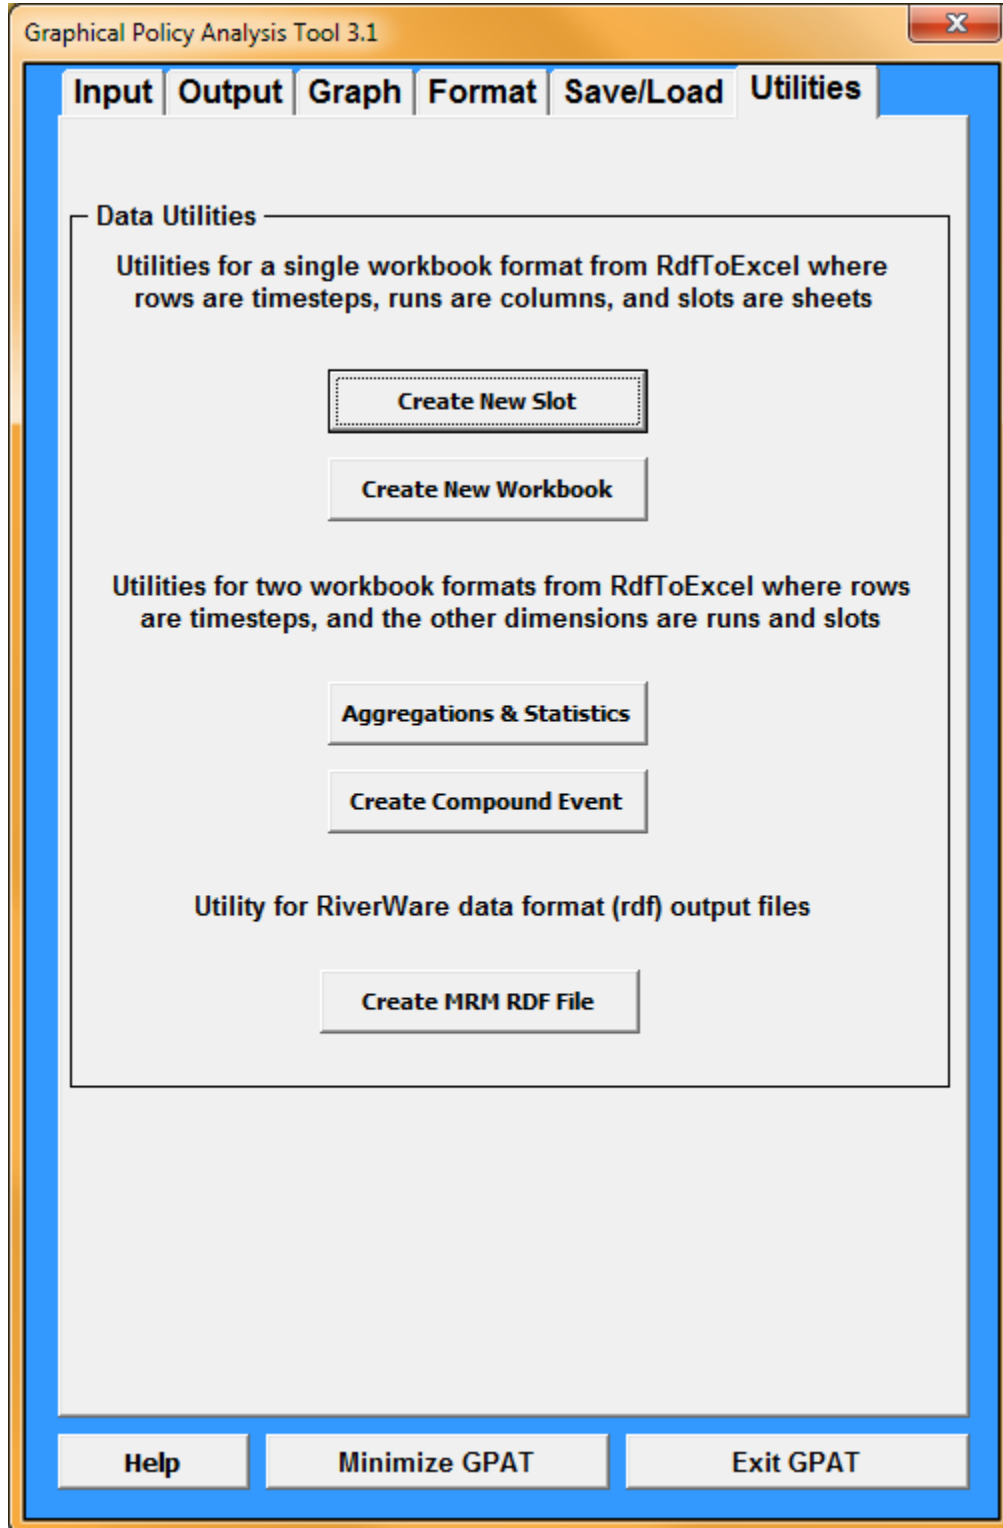 Graphical Policy Analysis Tool 3.1
X
Input Output Graph Format Save/Load Utilities
Data Utilities
Utilities for a single workbook format from RdfToExcel where
rows are timesteps, runs are columns, and slots are sheets
Create New Slot
Create New Workbook
Utilities for two workbook formats from RdfToExcel where rows
are timesteps, and the other dimensions are runs and slots
Aggregations & Statistics
Create Compound Event
Utility for RiverWare data format (rdf) output files
Create MRM RDF File
Help Minimize GPAT Exit GPAT